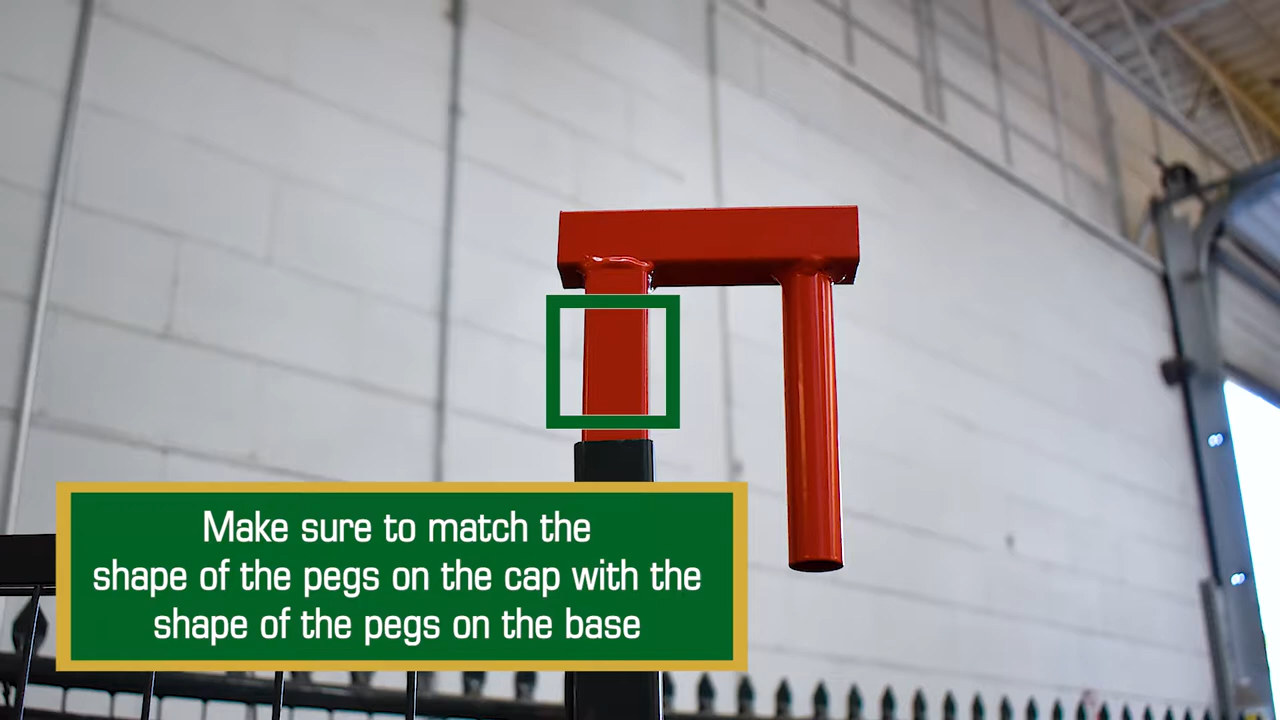 Make sure to match the
shape of the pegs on the cap with the
shape of the pegs on the base